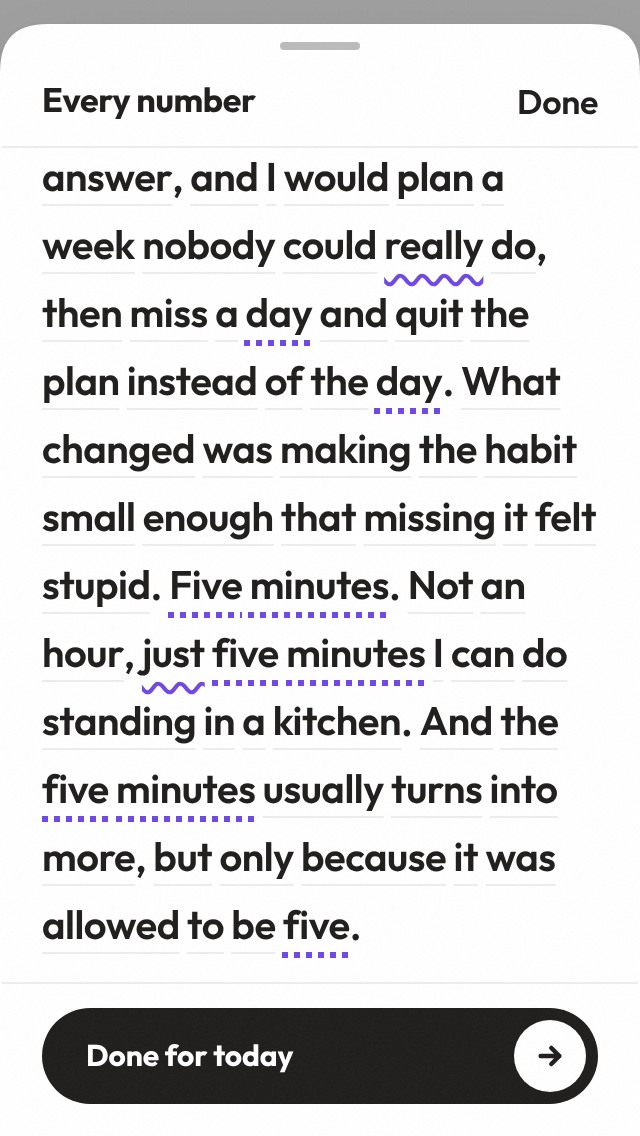 Every number
Done
answer, and I would plan a
week nobody could really do,
then miss a day and quit the
plan instead of the day. What
changed was making the habit
small enough that missing it felt
stupid. Five minutes. Not an
hour, just five minutes I can do
standing in a kitchen. And the
five minutes usually turns into
more, but only because it was
allowed to be five.
Done for today